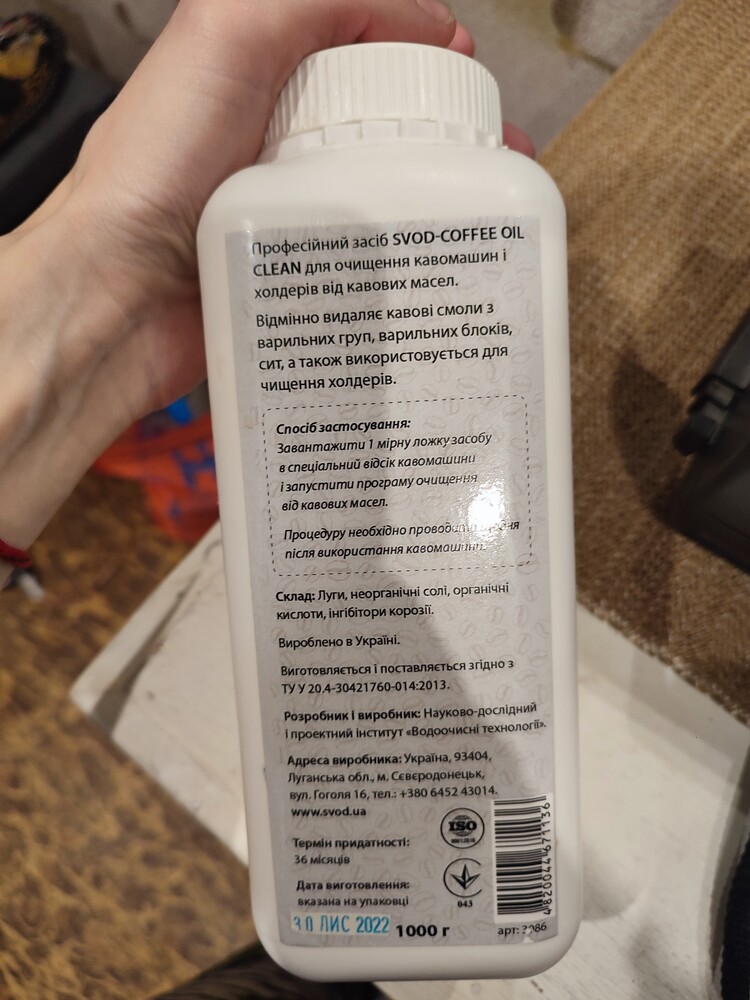 Професійний засіб SVOD-COFFEE OIL
CLEAN для очищення кавомашин і
холдерів від кавових масел.
Відмінно видаляє кавові смоли з
варильних груп, варильних блоків,
сит, а також використовується для
чищення холдерів.
Спосіб застосування:
Завантажити 1 мірну ложку засобу
в спеціальний відсік кавомашини
і запустити програму очищення
від кавових масел.
Процедуру необхідно проводити щодня
після використання кавомашини.
Склад: Луги, неорганічні солі, органічні
кислоти, інгібітори корозії.
Вироблено в Україні.
Виготовляється і поставляється згідно з
ТУ У 20.4-30421760-014:2013.
Розробник і виробник: Науково-дослідний
і проектний інститут «Водоочисні технології».
Адреса виробника: Україна, 93404,
Луганська обл., м. Сєвєродонецьк,
вул. Гоголя 16, тел.: +380 6452 43014.
www.svod.ua
Термін придатності:
36 місяців
Дата виготовлення:
вказана на упаковці
30 ЛИС 2022
1000 г
ISO
043
4820044671136
арт: